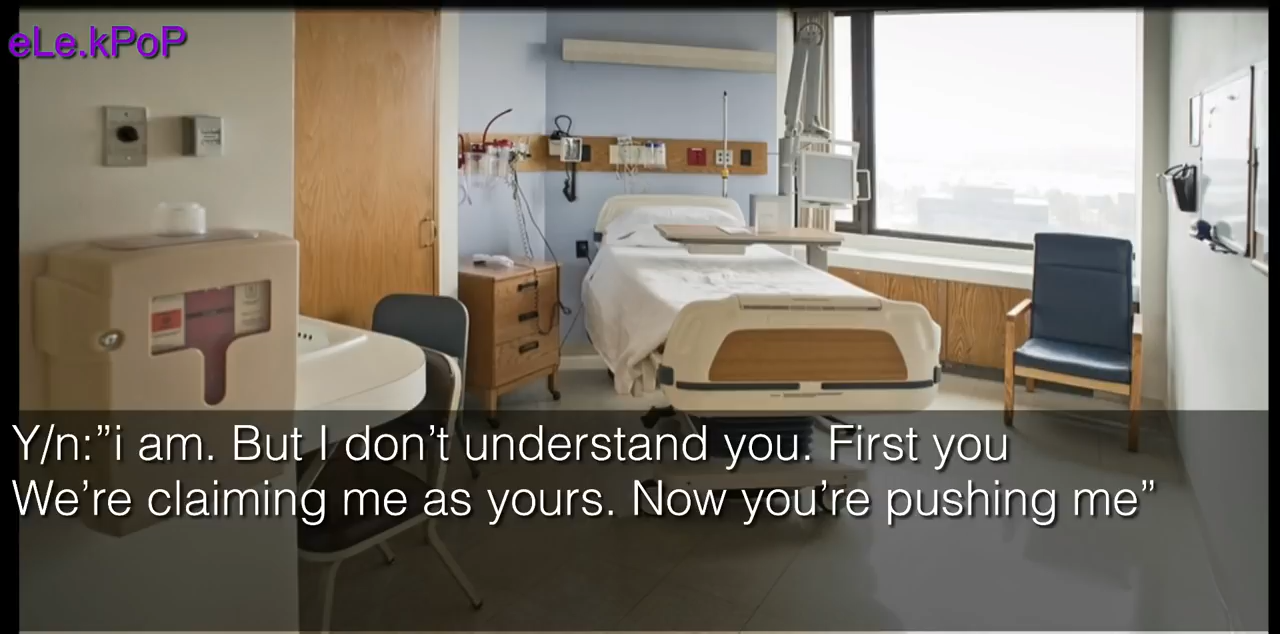 eLe.kPoP
Y/n:”i am. But I don’t understand you. First you
We’re claiming me as yours. Now you’re pushing me”